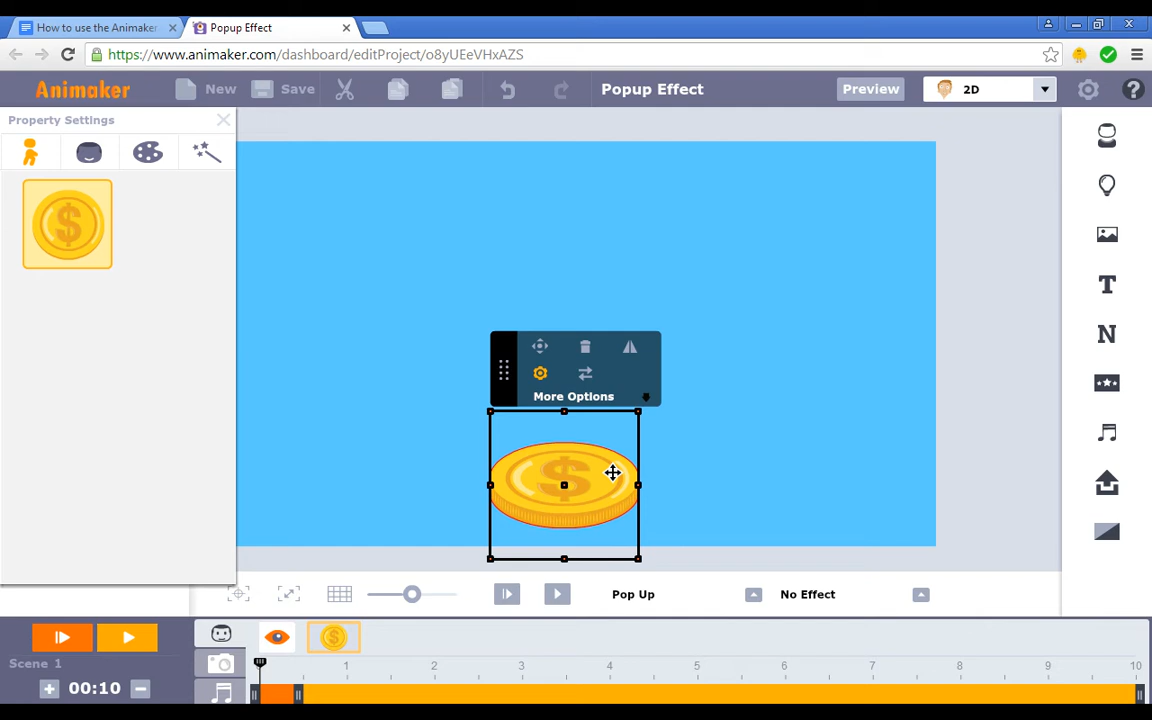 How to use the Animaker
Popup Effect
https://www.animaker.com/dashboard/editProject/o8yUEeVHxAZS
Animaker New Save Popup Effect Preview 2D ?
Property Settings
$
More Options
$
T
N
Pop Up No Effect
$
Scene 1
1 2 3 4 5 6 7 8 9 10
00:10